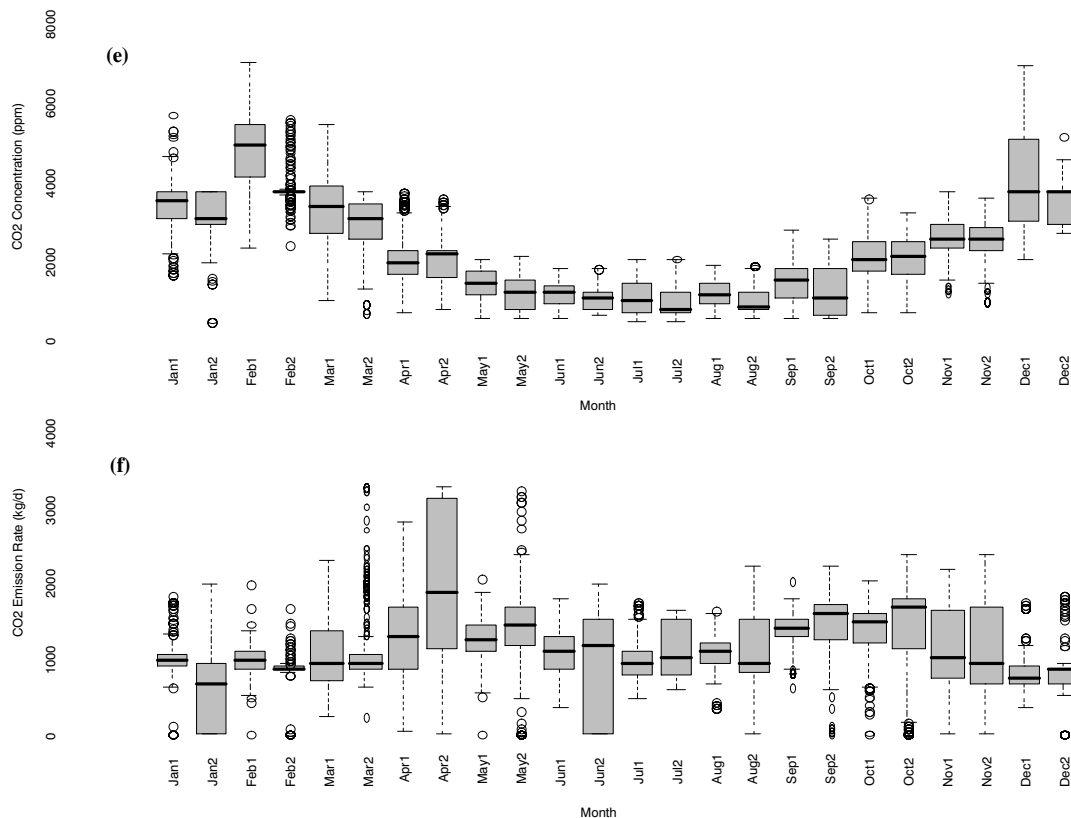 (e)
CO2 Concentration (ppm)
8000
6000
4000
2000
0
Jan1 Jan2 Feb1 Feb2 Mar1 Mar2 Apr1 Apr2 May1 May2 Jun1 Jun2 Jul1 Jul2 Aug1 Aug2 Sep1 Sep2 Oct1 Oct2 Nov1 Nov2 Dec1 Dec2
Month
(f)
CO2 Emission Rate (kg/d)
4000
3000
2000
1000
0
Jan1 Jan2 Feb1 Feb2 Mar1 Mar2 Apr1 Apr2 May1 May2 Jun1 Jun2 Jul1 Jul2 Aug1 Aug2 Sep1 Sep2 Oct1 Oct2 Nov1 Nov2 Dec1 Dec2
Month